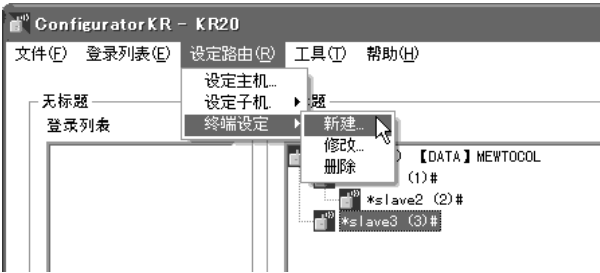 ConfiguratorKR - KR20
文件(F) 登录列表(E) 设定路由(R) 工具(T) 帮助(H)
设定主机...
无标题 设定子机. 题
登录列表 终端设定 新建...
修改...
) 【DATA】MEWTOCOL
删除
(1)#
*slave2 (2)#
*slave3 (3)#